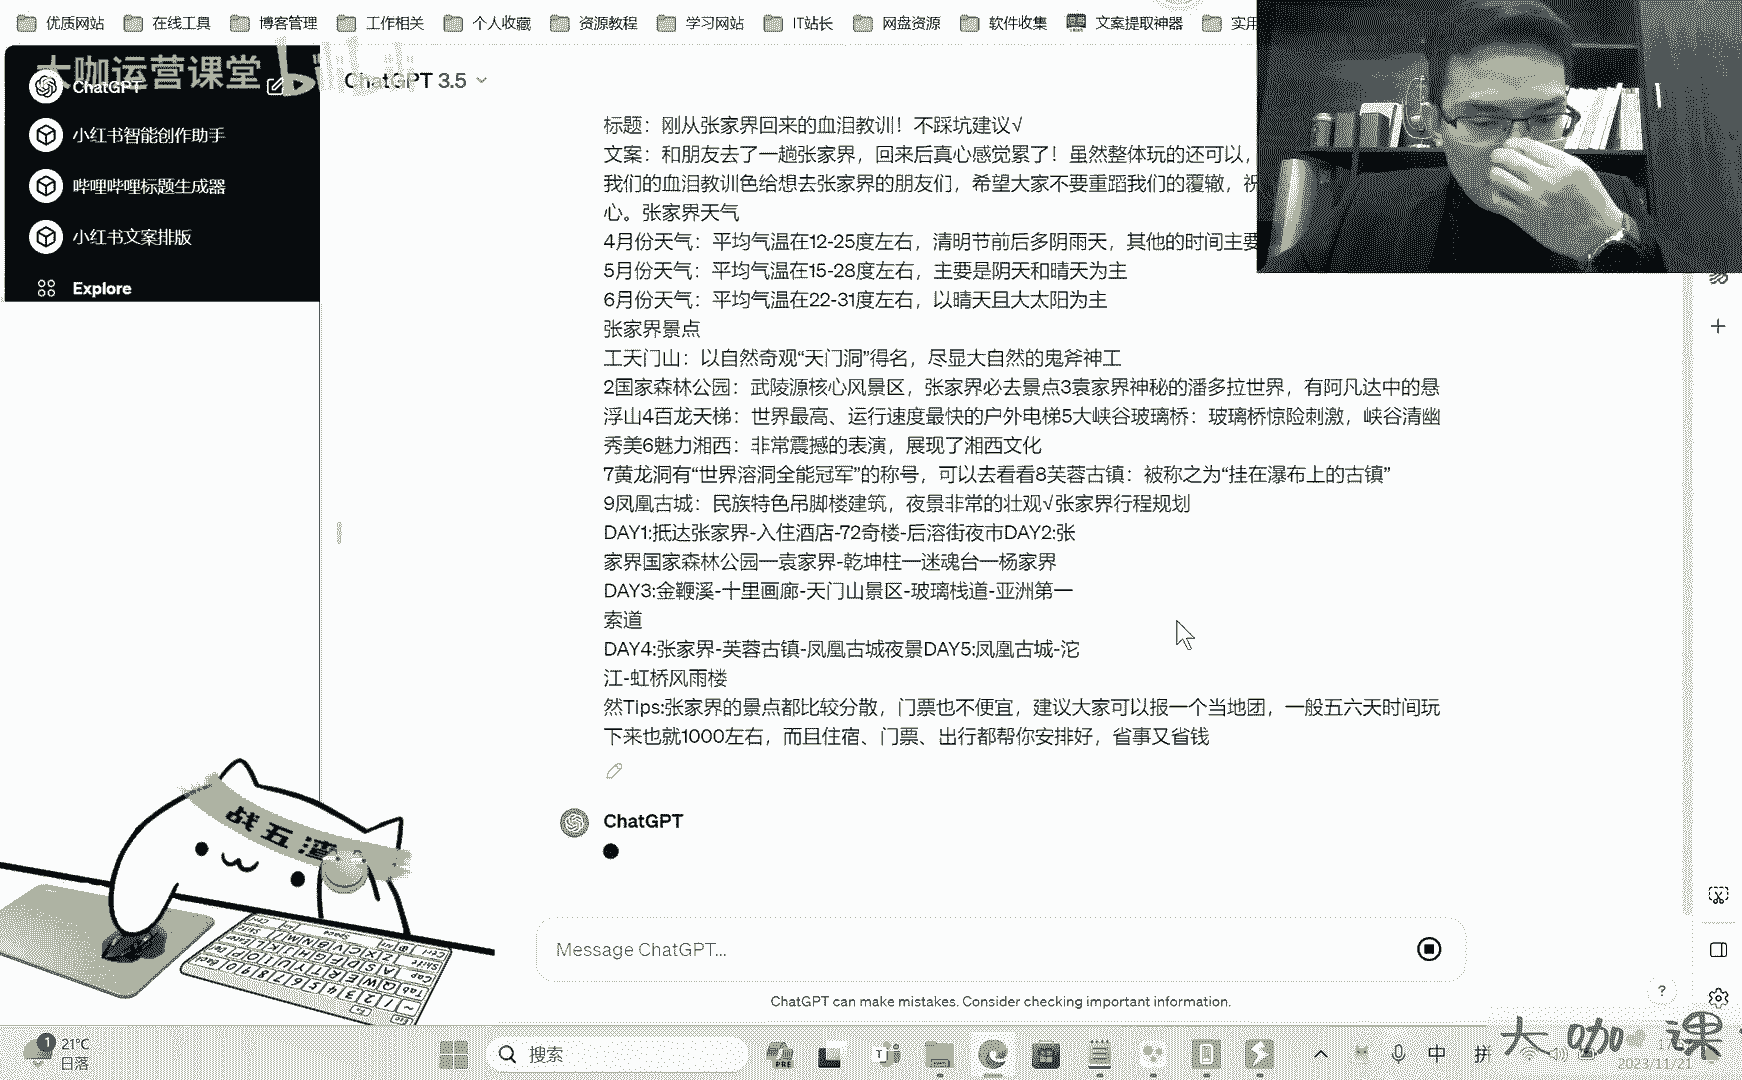 优质网站 在线工具 博客管理 工作相关 个人收藏 资源教程 学习网站 IT站长 网盘资源 软件收集 文案提取神器 实用
大咖运营课堂
ChatGPT
ChatGPT 3.5
小红书智能创作助手
哔哩哔哩标题生成器
小红书文案排版
Explore
标题：刚从张家界回来的血泪教训！不踩坑建议√
文案：和朋友去了一趟张家界，回来后真心感觉累了！虽然整体玩的还可以，
我们的血泪教训色给想去张家界的朋友们，希望大家不要重蹈我们的覆辙，祝
心。张家界天气
4月份天气：平均气温在12-25度左右，清明节前后多阴雨天，其他的时间主要
5月份天气：平均气温在15-28度左右，主要是阴天和晴天为主
6月份天气：平均气温在22-31度左右，以晴天且大太阳为主
张家界景点
工天门山：以自然奇观“天门洞”得名，尽显大自然的鬼斧神工
2国家森林公园：武陵源核心风景区，张家界必去景点3袁家界神秘的潘多拉世界，有阿凡达中的悬
浮山4百龙天梯：世界最高、运行速度最快的户外电梯5大峡谷玻璃桥：玻璃桥惊险刺激，峡谷清幽
秀美6魅力湘西：非常震撼的表演，展现了湘西文化
7黄龙洞有“世界溶洞全能冠军”的称号，可以去看看8芙蓉古镇：被称之为“挂在瀑布上的古镇”
9凤凰古城：民族特色吊脚楼建筑，夜景非常的壮观√张家界行程规划
DAY1:抵达张家界-入住酒店-72奇楼-后溶街夜市DAY2:张
家界国家森林公园一袁家界-乾坤柱一迷魂台一杨家界
DAY3:金鞭溪-十里画廊-天门山景区-玻璃栈道-亚洲第一
索道
DAY4:张家界-芙蓉古镇-凤凰古城夜景DAY5:凤凰古城-沱
江-虹桥风雨楼
然Tips:张家界的景点都比较分散，门票也不便宜，建议大家可以报一个当地团，一般五六天时间玩
下来也就1000左右，而且住宿、门票、出行都帮你安排好，省事又省钱
ChatGPT
战五渣
Message ChatGPT...
ChatGPT can make mistakes. Consider checking important information.
?
大咖课
1
21°C
日落
搜索
PRE
中
拼
2023/11/21